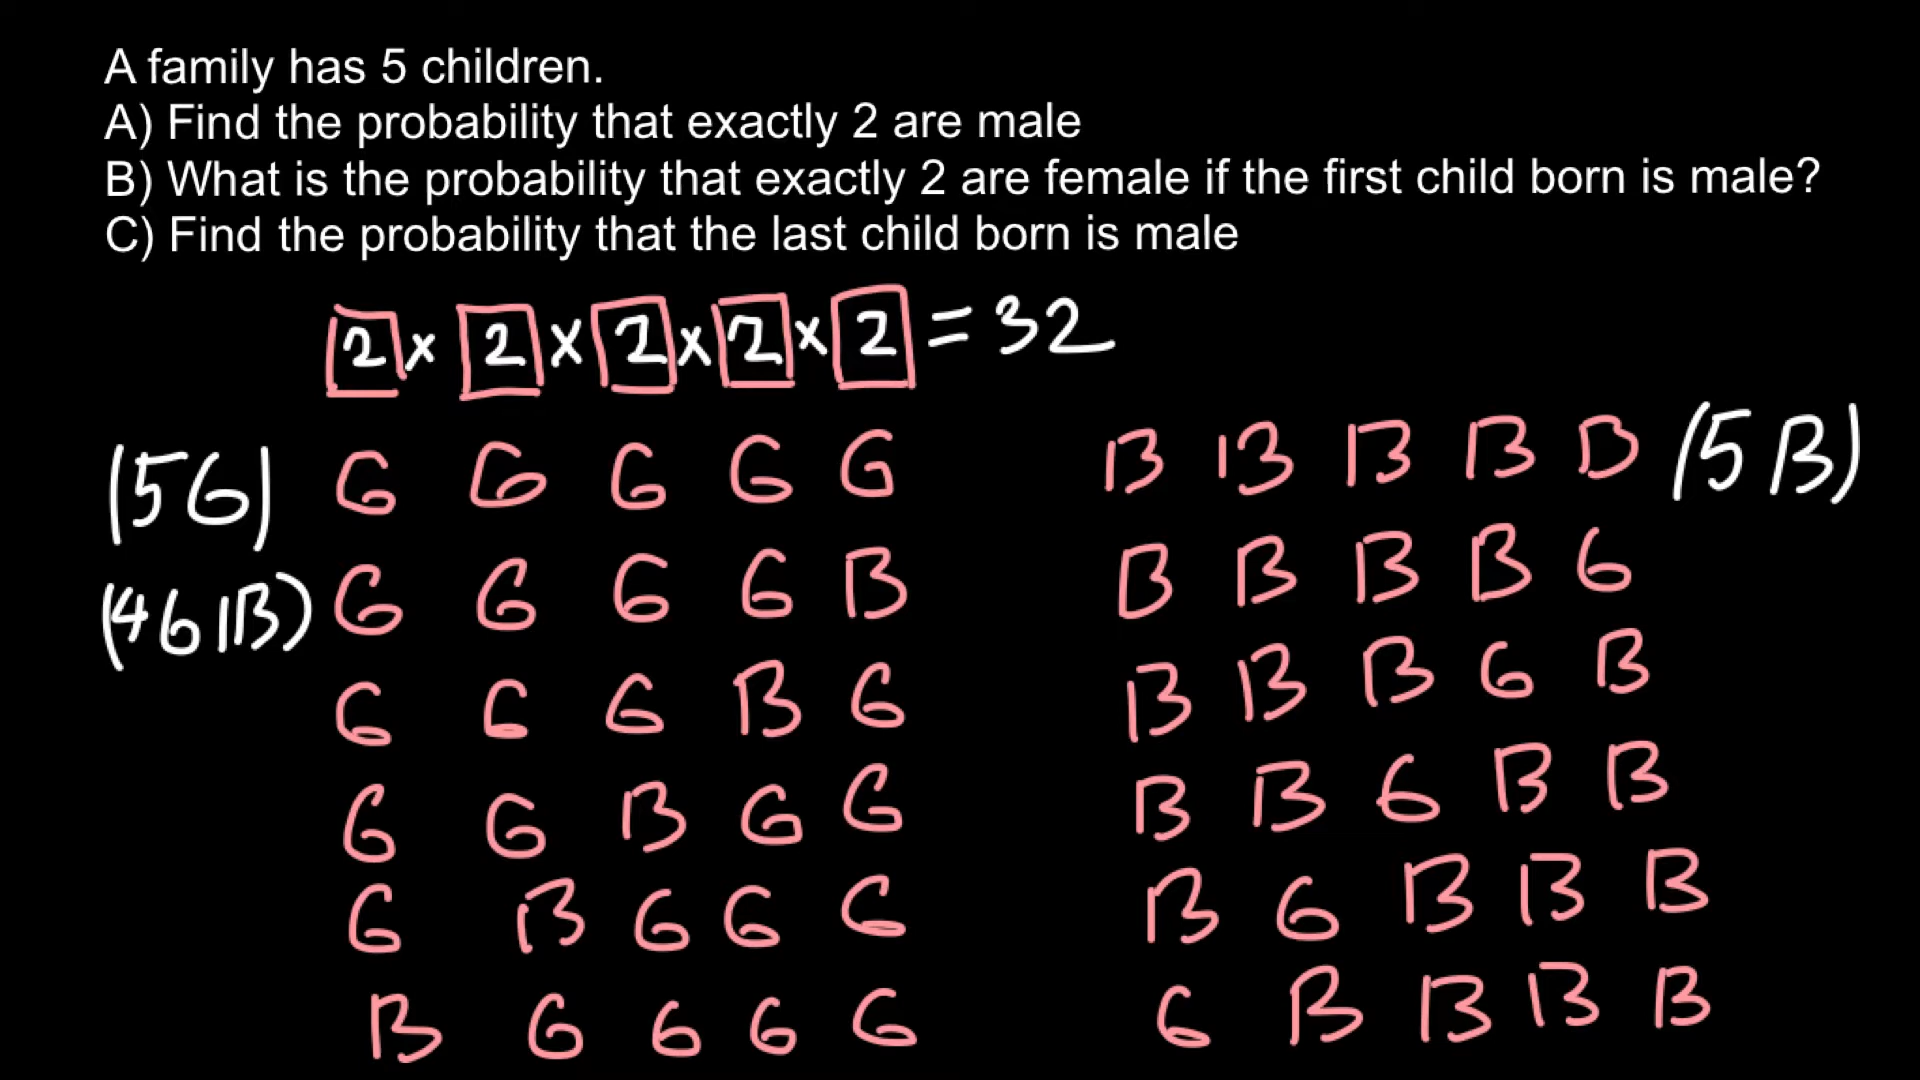 A family has 5 children.
A) Find the probability that exactly 2 are male
B) What is the probability that exactly 2 are female if the first child born is male?
C) Find the probability that the last child born is male
2 x 2 x 2 x 2 x 2 = 32
(5G) G G G G G B B B B B (5B)
(4G 1B) G G G G B B B B B G
G G G B G B B B G B
G G B G G B B G B B
G B G G G B G B B B
B G G G G G B B B B